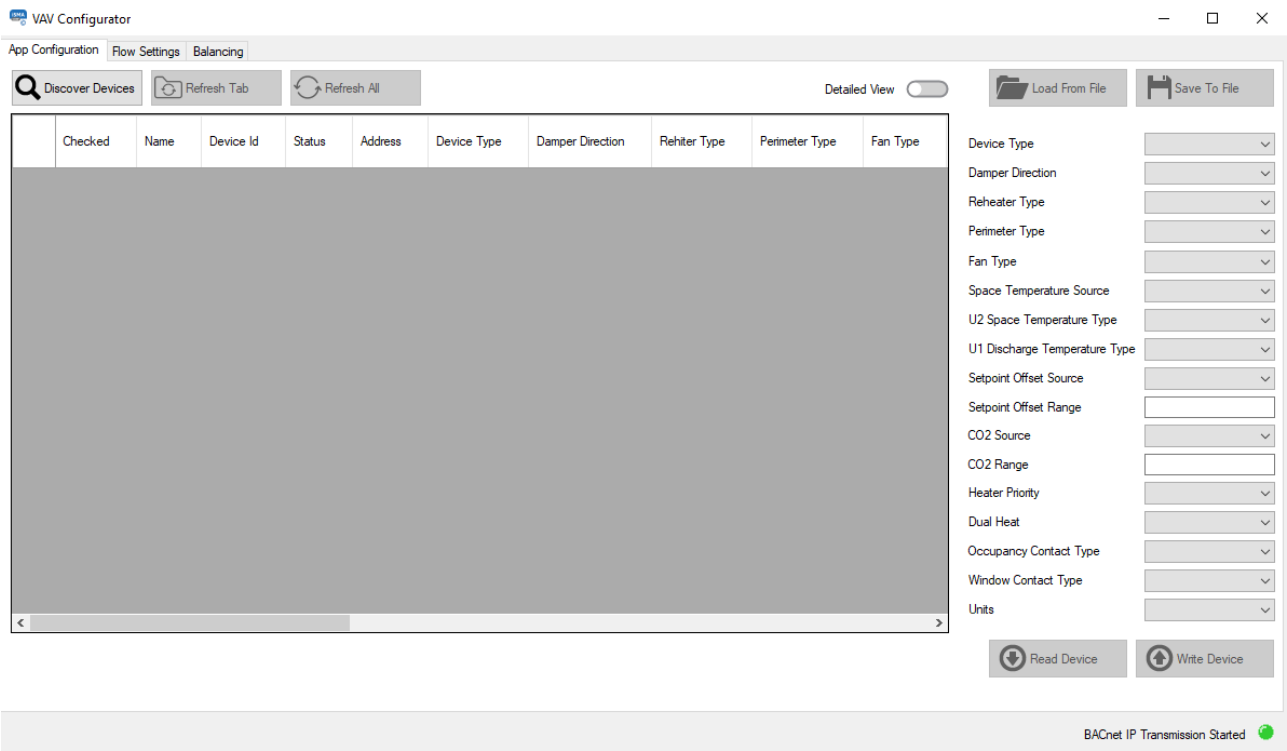 iSMA VAV Configurator
App Configuration Flow Settings Balancing
Discover Devices Refresh Tab Refresh All Detailed View Load From File Save To File
Checked Name Device Id Status Address Device Type Damper Direction Rehiter Type Perimeter Type Fan Type
Device Type
Damper Direction
Reheater Type
Perimeter Type
Fan Type
Space Temperature Source
U2 Space Temperature Type
U1 Discharge Temperature Type
Setpoint Offset Source
Setpoint Offset Range
CO2 Source
CO2 Range
Heater Priority
Dual Heat
Occupancy Contact Type
Window Contact Type
Units
Read Device Write Device
BACnet IP Transmission Started